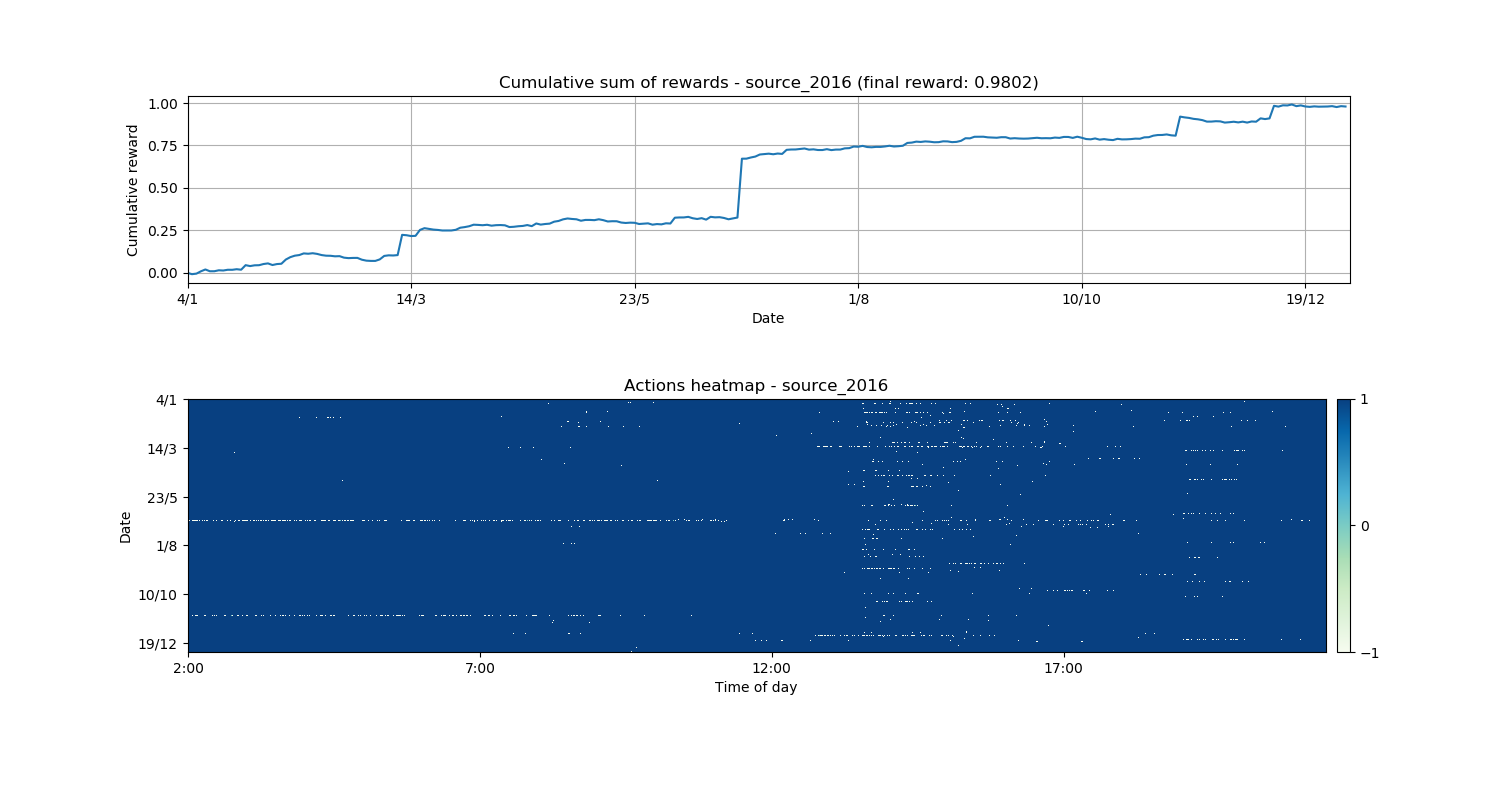 Cumulative sum of rewards - source_2016 (final reward: 0.9802)
1.00
0.75
0.50
0.25
0.00
Cumulative reward
4/1 14/3 23/5 1/8 10/10 19/12
Date
Actions heatmap - source_2016
4/1
14/3
23/5
1/8
10/10
19/12
Date
2:00 7:00 12:00 17:00
Time of day
1
0
−1